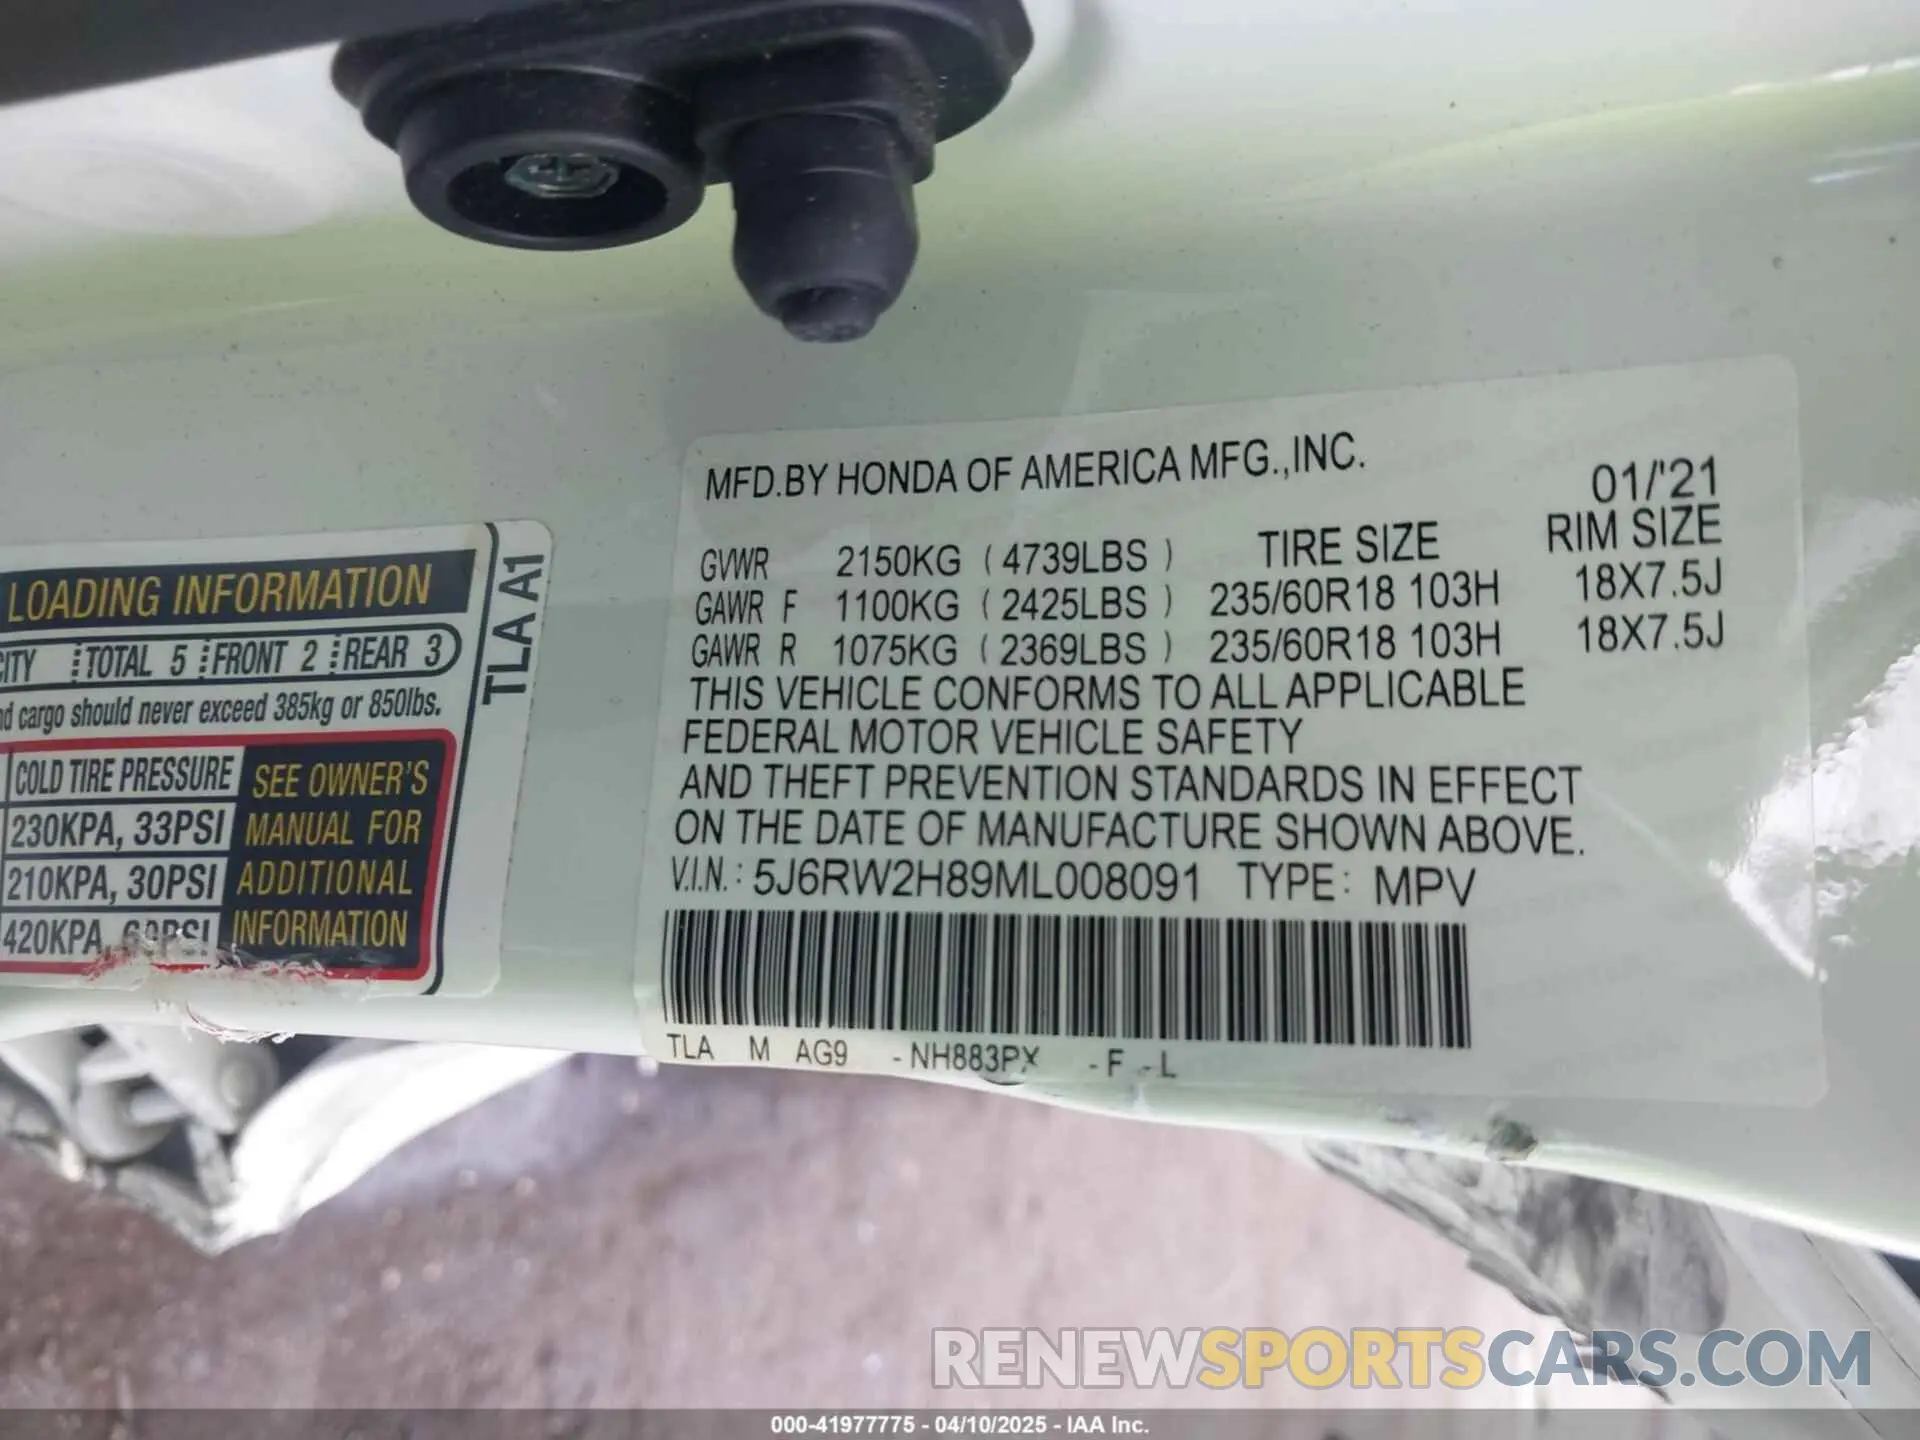 LOADING INFORMATION
CITY TOTAL 5 FRONT 2 REAR 3
cargo should never exceed 385kg or 850lbs.
COLD TIRE PRESSURE
230KPA, 33PSI
210KPA, 30PSI
420KPA, 60PSI
SEE OWNER'S
MANUAL FOR
ADDITIONAL
INFORMATION
TLA A1
MFD.BY HONDA OF AMERICA MFG.,INC. 01/'21
GVWR 2150KG (4739LBS) TIRE SIZE RIM SIZE
GAWR F 1100KG (2425LBS) 235/60R18 103H 18X7.5J
GAWR R 1075KG (2369LBS) 235/60R18 103H 18X7.5J
THIS VEHICLE CONFORMS TO ALL APPLICABLE
FEDERAL MOTOR VEHICLE SAFETY
AND THEFT PREVENTION STANDARDS IN EFFECT
ON THE DATE OF MANUFACTURE SHOWN ABOVE.
V.I.N.: 5J6RW2H89ML008091 TYPE: MPV
TLA M AG9 -NH883PX -F -L
RENEWSPORTSCARS.COM
000-41977775 - 04/10/2025 - IAA Inc.